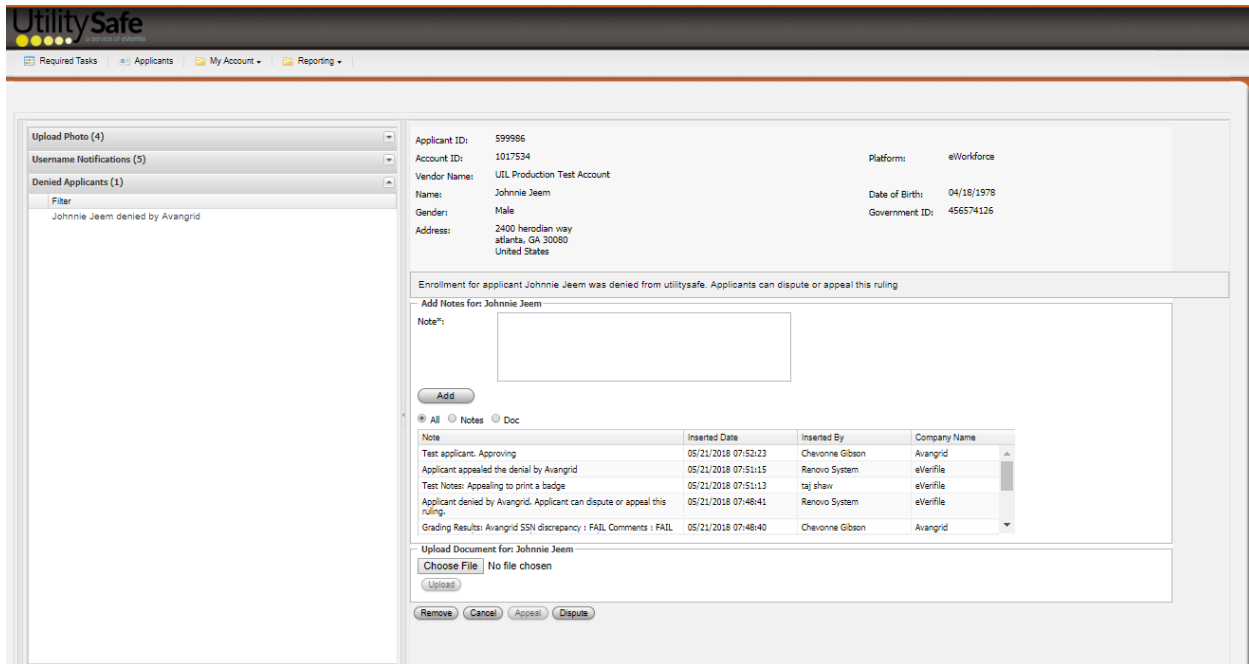 UtilitySafe
a service of eVerifile
Required Tasks Applicants My Account Reporting
Upload Photo (4)
Username Notifications (5)
Denied Applicants (1)
Filter
Johnnie Jeem denied by Avangrid
Applicant ID: 599986
Account ID: 1017534 Platform: eWorkforce
Vendor Name: UIL Production Test Account
Name: Johnnie Jeem Date of Birth: 04/18/1978
Gender: Male Government ID: 456574126
Address: 2400 herodian way
atlanta, GA 30080
United States
Enrollment for applicant Johnnie Jeem was denied from utilitysafe. Applicants can dispute or appeal this ruling
Add Notes for: Johnnie Jeem
Note*:
Add
All Notes Doc
Note Inserted Date Inserted By Company Name
Test applicant. Approving 05/21/2018 07:52:23 Chevonne Gibson Avangrid
Applicant appealed the denial by Avangrid 05/21/2018 07:51:15 Renovo System eVerifile
Test Notes: Appealing to print a badge 05/21/2018 07:51:13 taj shaw eVerifile
Applicant denied by Avangrid. Applicant can dispute or appeal this 05/21/2018 07:48:41 Renovo System eVerifile
ruling.
Grading Results: Avangrid SSN discrepancy : FAIL Comments : FAIL 05/21/2018 07:48:40 Chevonne Gibson Avangrid
Upload Document for: Johnnie Jeem
Choose File No file chosen
Upload
Remove Cancel Appeal Dispute